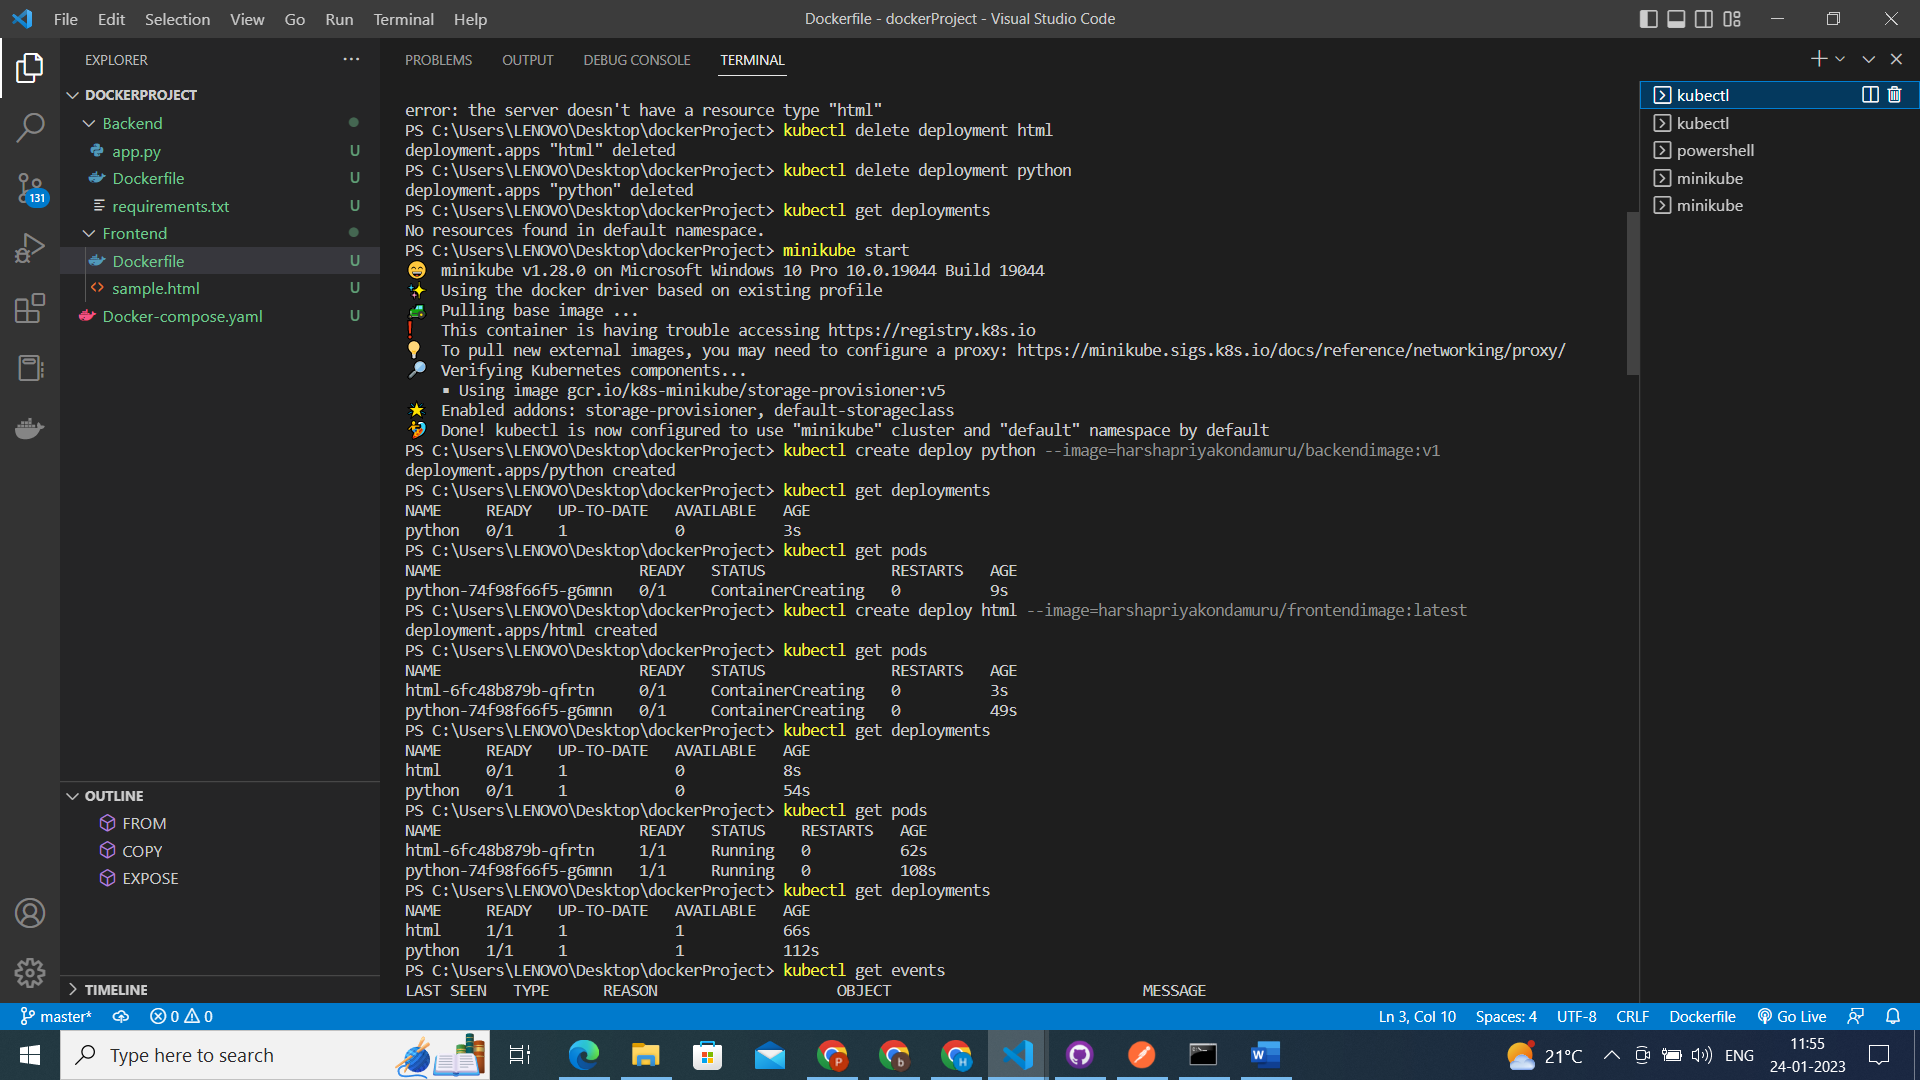 File Edit Selection View Go Run Terminal Help
Dockerfile - dockerProject - Visual Studio Code
EXPLORER
DOCKERPROJECT
Backend
app.py U
Dockerfile U
requirements.txt U
Frontend
Dockerfile U
sample.html U
Docker-compose.yaml U
131
OUTLINE
FROM
COPY
EXPOSE
TIMELINE
PROBLEMS OUTPUT DEBUG CONSOLE TERMINAL
error: the server doesn't have a resource type "html"
PS C:\Users\LENOVO\Desktop\dockerProject> kubectl delete deployment html
deployment.apps "html" deleted
PS C:\Users\LENOVO\Desktop\dockerProject> kubectl delete deployment python
deployment.apps "python" deleted
PS C:\Users\LENOVO\Desktop\dockerProject> kubectl get deployments
No resources found in default namespace.
PS C:\Users\LENOVO\Desktop\dockerProject> minikube start
minikube v1.28.0 on Microsoft Windows 10 Pro 10.0.19044 Build 19044
Using the docker driver based on existing profile
Pulling base image ...
This container is having trouble accessing https://registry.k8s.io
To pull new external images, you may need to configure a proxy: https://minikube.sigs.k8s.io/docs/reference/networking/proxy/
Verifying Kubernetes components...
▪ Using image gcr.io/k8s-minikube/storage-provisioner:v5
Enabled addons: storage-provisioner, default-storageclass
Done! kubectl is now configured to use "minikube" cluster and "default" namespace by default
PS C:\Users\LENOVO\Desktop\dockerProject> kubectl create deploy python --image=harshapriyakondamuru/backendimage:v1
deployment.apps/python created
PS C:\Users\LENOVO\Desktop\dockerProject> kubectl get deployments
NAME READY UP-TO-DATE AVAILABLE AGE
python 0/1 1 0 3s
PS C:\Users\LENOVO\Desktop\dockerProject> kubectl get pods
NAME READY STATUS RESTARTS AGE
python-74f98f66f5-g6mnn 0/1 ContainerCreating 0 9s
PS C:\Users\LENOVO\Desktop\dockerProject> kubectl create deploy html --image=harshapriyakondamuru/frontendimage:latest
deployment.apps/html created
PS C:\Users\LENOVO\Desktop\dockerProject> kubectl get pods
NAME READY STATUS RESTARTS AGE
html-6fc48b879b-qfrtn 0/1 ContainerCreating 0 3s
python-74f98f66f5-g6mnn 0/1 ContainerCreating 0 49s
PS C:\Users\LENOVO\Desktop\dockerProject> kubectl get deployments
NAME READY UP-TO-DATE AVAILABLE AGE
html 0/1 1 0 8s
python 0/1 1 0 54s
PS C:\Users\LENOVO\Desktop\dockerProject> kubectl get pods
NAME READY STATUS RESTARTS AGE
html-6fc48b879b-qfrtn 1/1 Running 0 62s
python-74f98f66f5-g6mnn 1/1 Running 0 108s
PS C:\Users\LENOVO\Desktop\dockerProject> kubectl get deployments
NAME READY UP-TO-DATE AVAILABLE AGE
html 1/1 1 1 66s
python 1/1 1 1 112s
PS C:\Users\LENOVO\Desktop\dockerProject> kubectl get events
LAST SEEN TYPE REASON OBJECT MESSAGE
kubectl
kubectl
powershell
minikube
minikube
master* 0 0
Ln 3, Col 10 Spaces: 4 UTF-8 CRLF Dockerfile Go Live
Type here to search
21°C ENG
11:55
24-01-2023